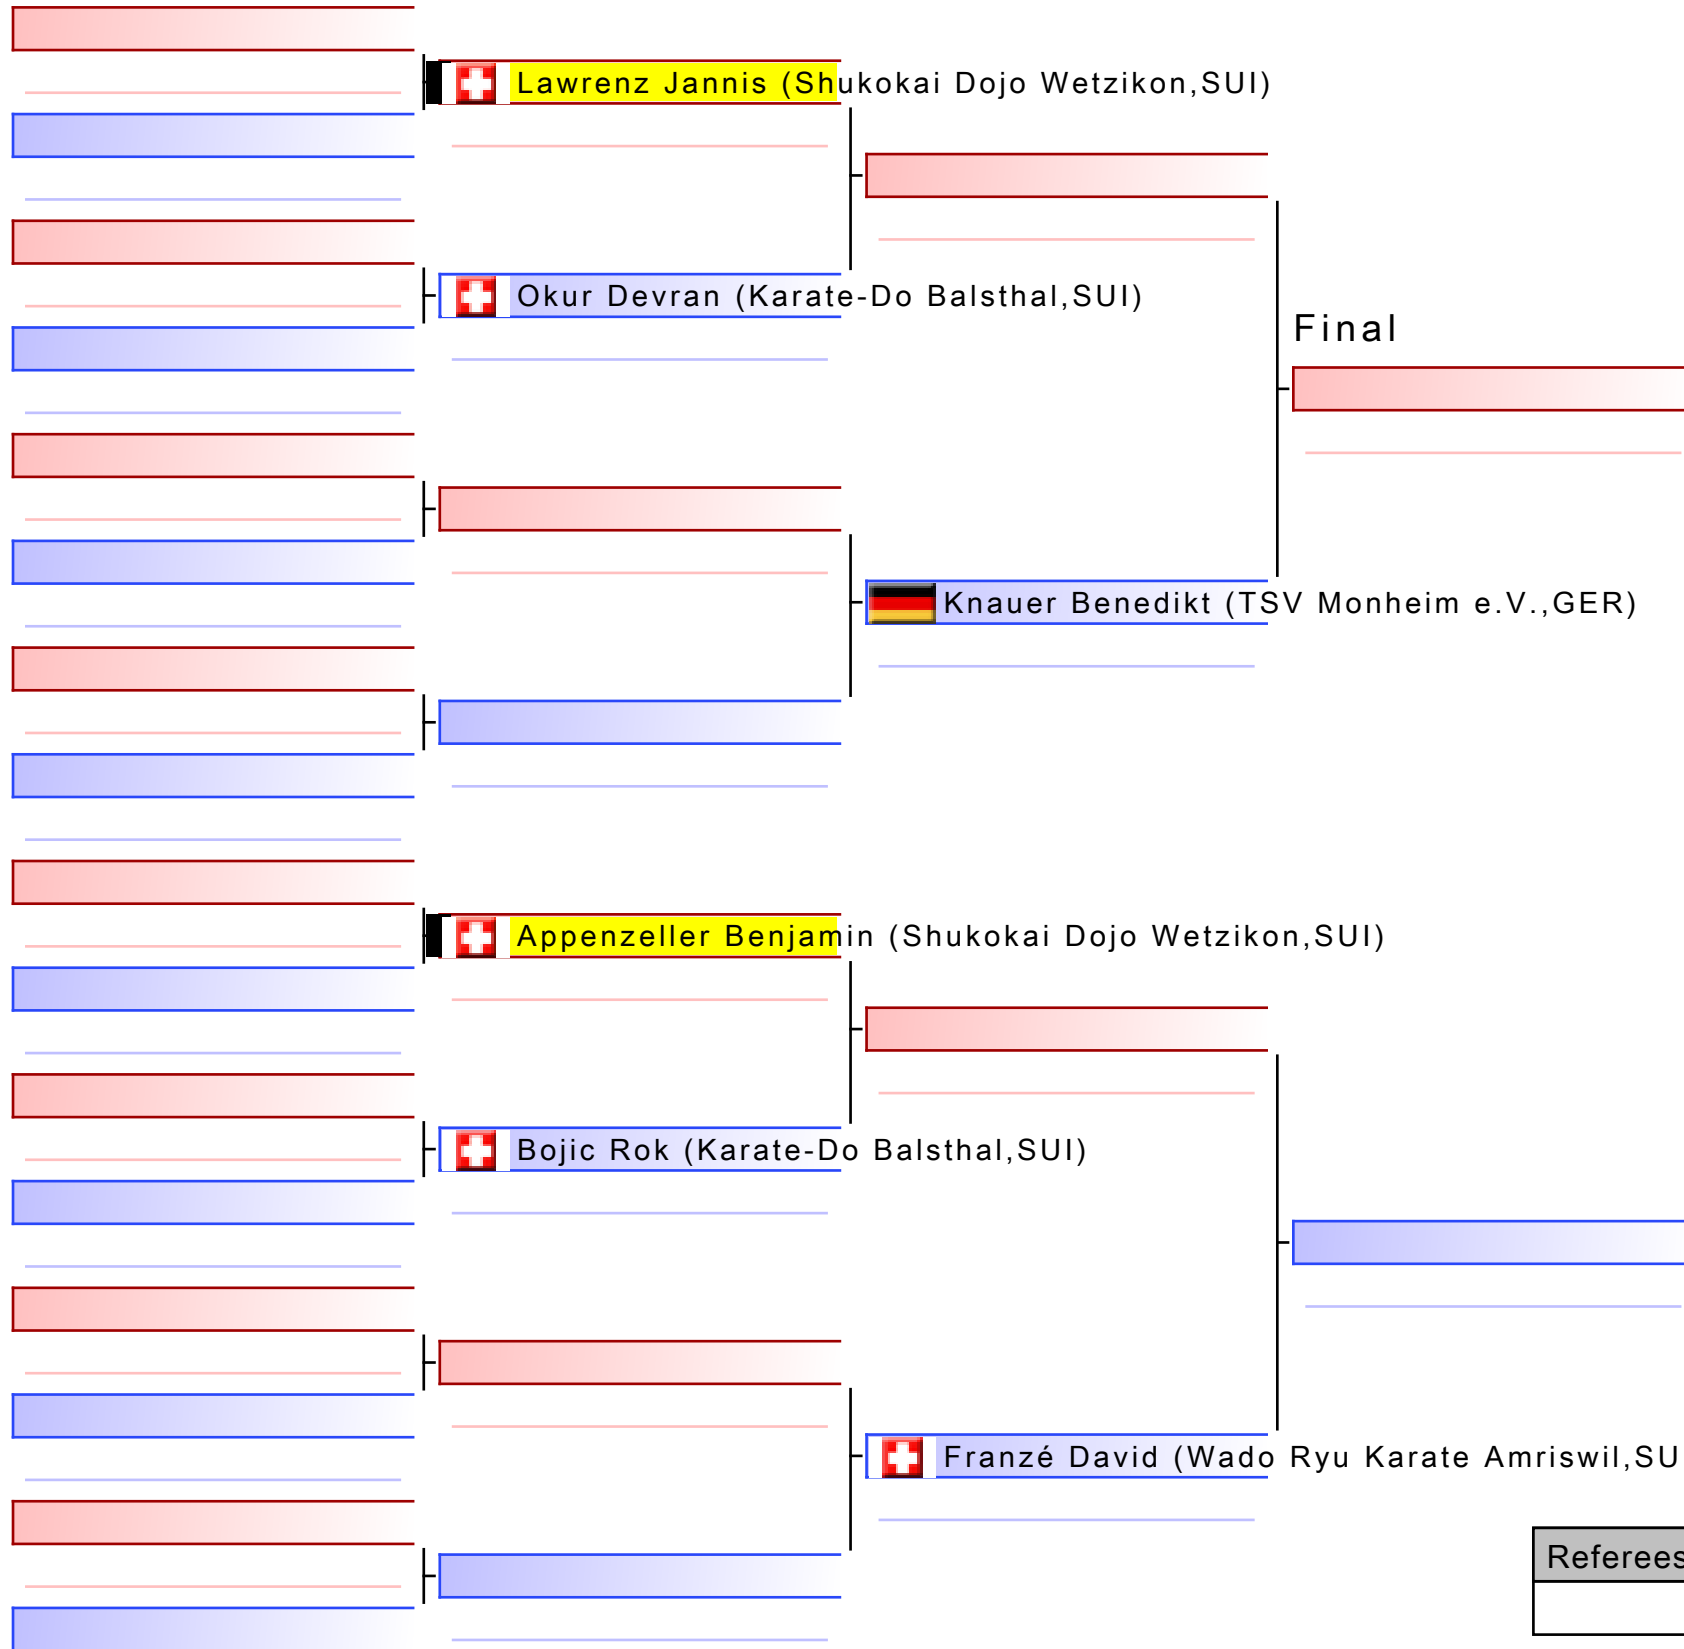 Lawrenz Jannis (Shukokai Dojo Wetzikon,SUI)
Okur Devran (Karate-Do Balsthal,SUI)
Final
Knauer Benedikt (TSV Monheim e.V.,GER)
Appenzeller Benjamin (Shukokai Dojo Wetzikon,SUI)
Bojic Rok (Karate-Do Balsthal,SUI)
Franzé David (Wado Ryu Karate Amriswil,SU
Referees